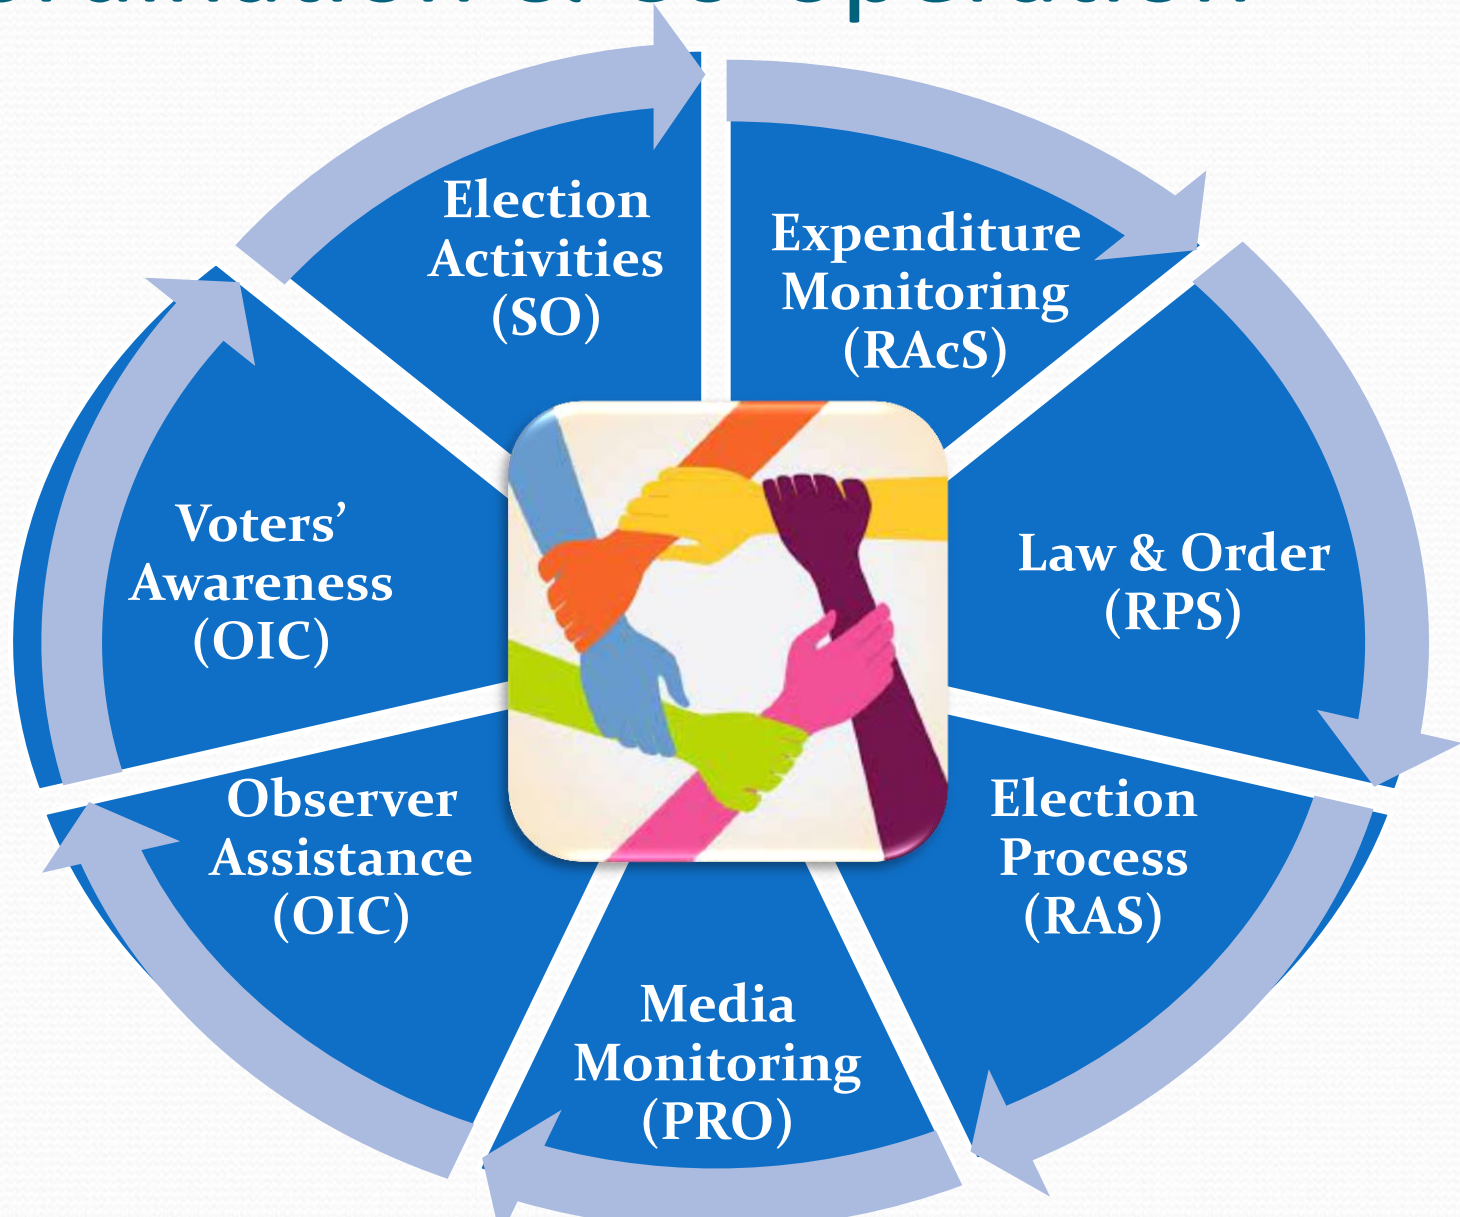 Election
Activities
(SO)
Expenditure
Monitoring
(RAcS)
Law & Order
(RPS)
Election
Process
(RAS)
Media
Monitoring
(PRO)
Observer
Assistance
(OIC)
Voters’
Awareness
(OIC)